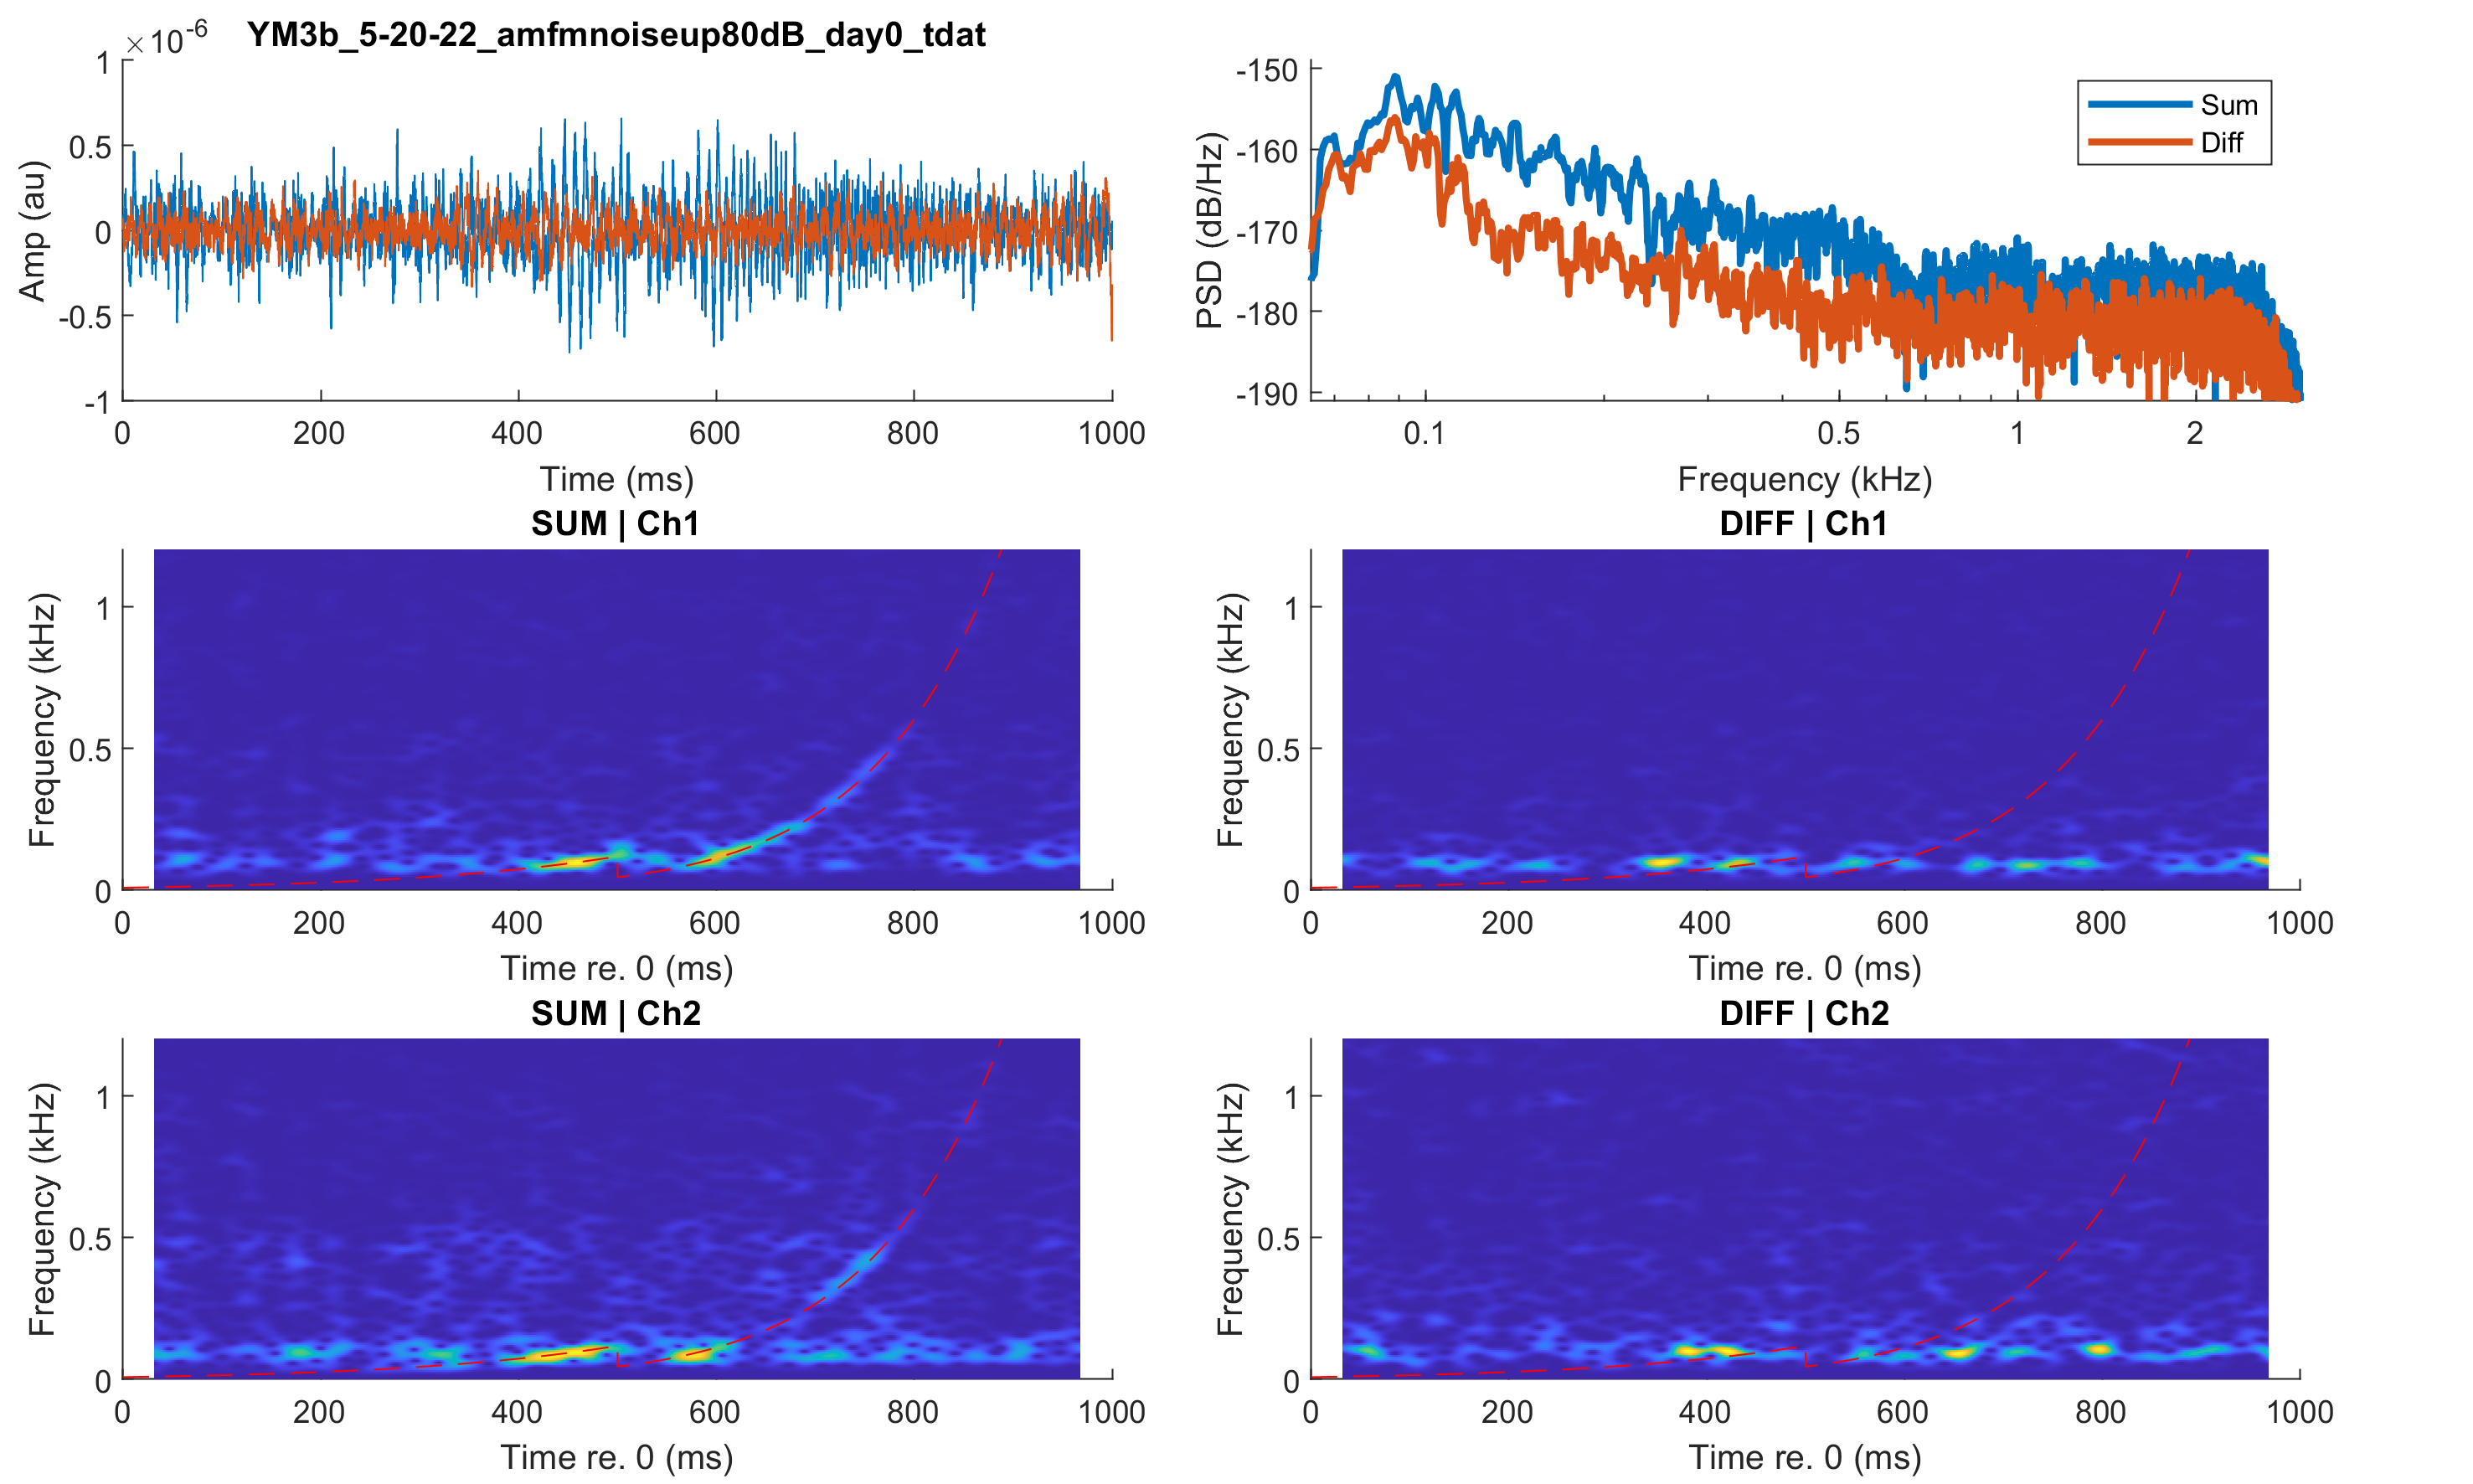 YM3b_5-20-22_amfmnoiseup80dB_day0_tdat
×10-6
1
0.5
0
-0.5
-1
Amp (au)
0 200 400 600 800 1000
Time (ms)
-150
-160
-170
-180
-190
PSD (dB/Hz)
Sum
Diff
0.1 0.5 1 2
Frequency (kHz)
SUM | Ch1
1
0.5
0
Frequency (kHz)
0 200 400 600 800 1000
Time re. 0 (ms)
DIFF | Ch1
1
0.5
0
Frequency (kHz)
0 200 400 600 800 1000
Time re. 0 (ms)
SUM | Ch2
1
0.5
0
Frequency (kHz)
0 200 400 600 800 1000
Time re. 0 (ms)
DIFF | Ch2
1
0.5
0
Frequency (kHz)
0 200 400 600 800 1000
Time re. 0 (ms)